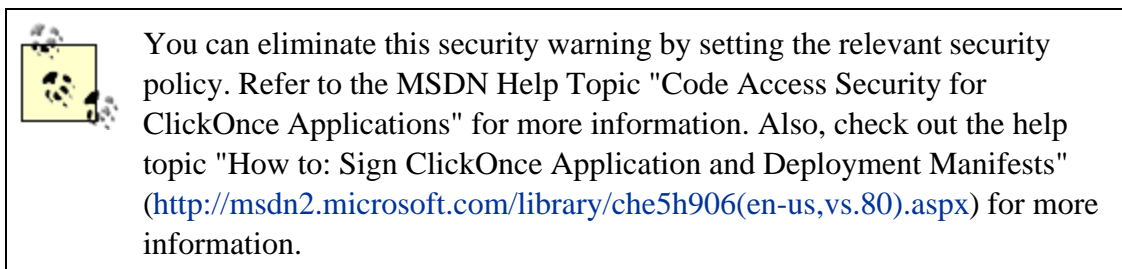 You can eliminate this security warning by setting the relevant security
policy. Refer to the MSDN Help Topic "Code Access Security for
ClickOnce Applications" for more information. Also, check out the help
topic "How to: Sign ClickOnce Application and Deployment Manifests"
(http://msdn2.microsoft.com/library/che5h906(en-us,vs.80).aspx) for more
information.